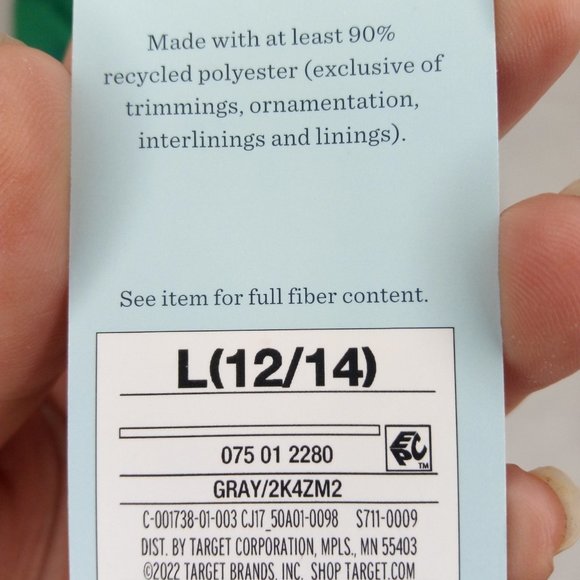 Made with at least 90%
recycled polyester (exclusive of
trimmings, ornamentation,
interlinings and linings).
See item for full fiber content.
L(12/14)
075 01 2280
EPC
TM
GRAY/2K4ZM2
C-001738-01-003 CJ17_50A01-0098 S711-0009
DIST. BY TARGET CORPORATION, MPLS., MN 55403
©2022 TARGET BRANDS, INC. SHOP TARGET.COM